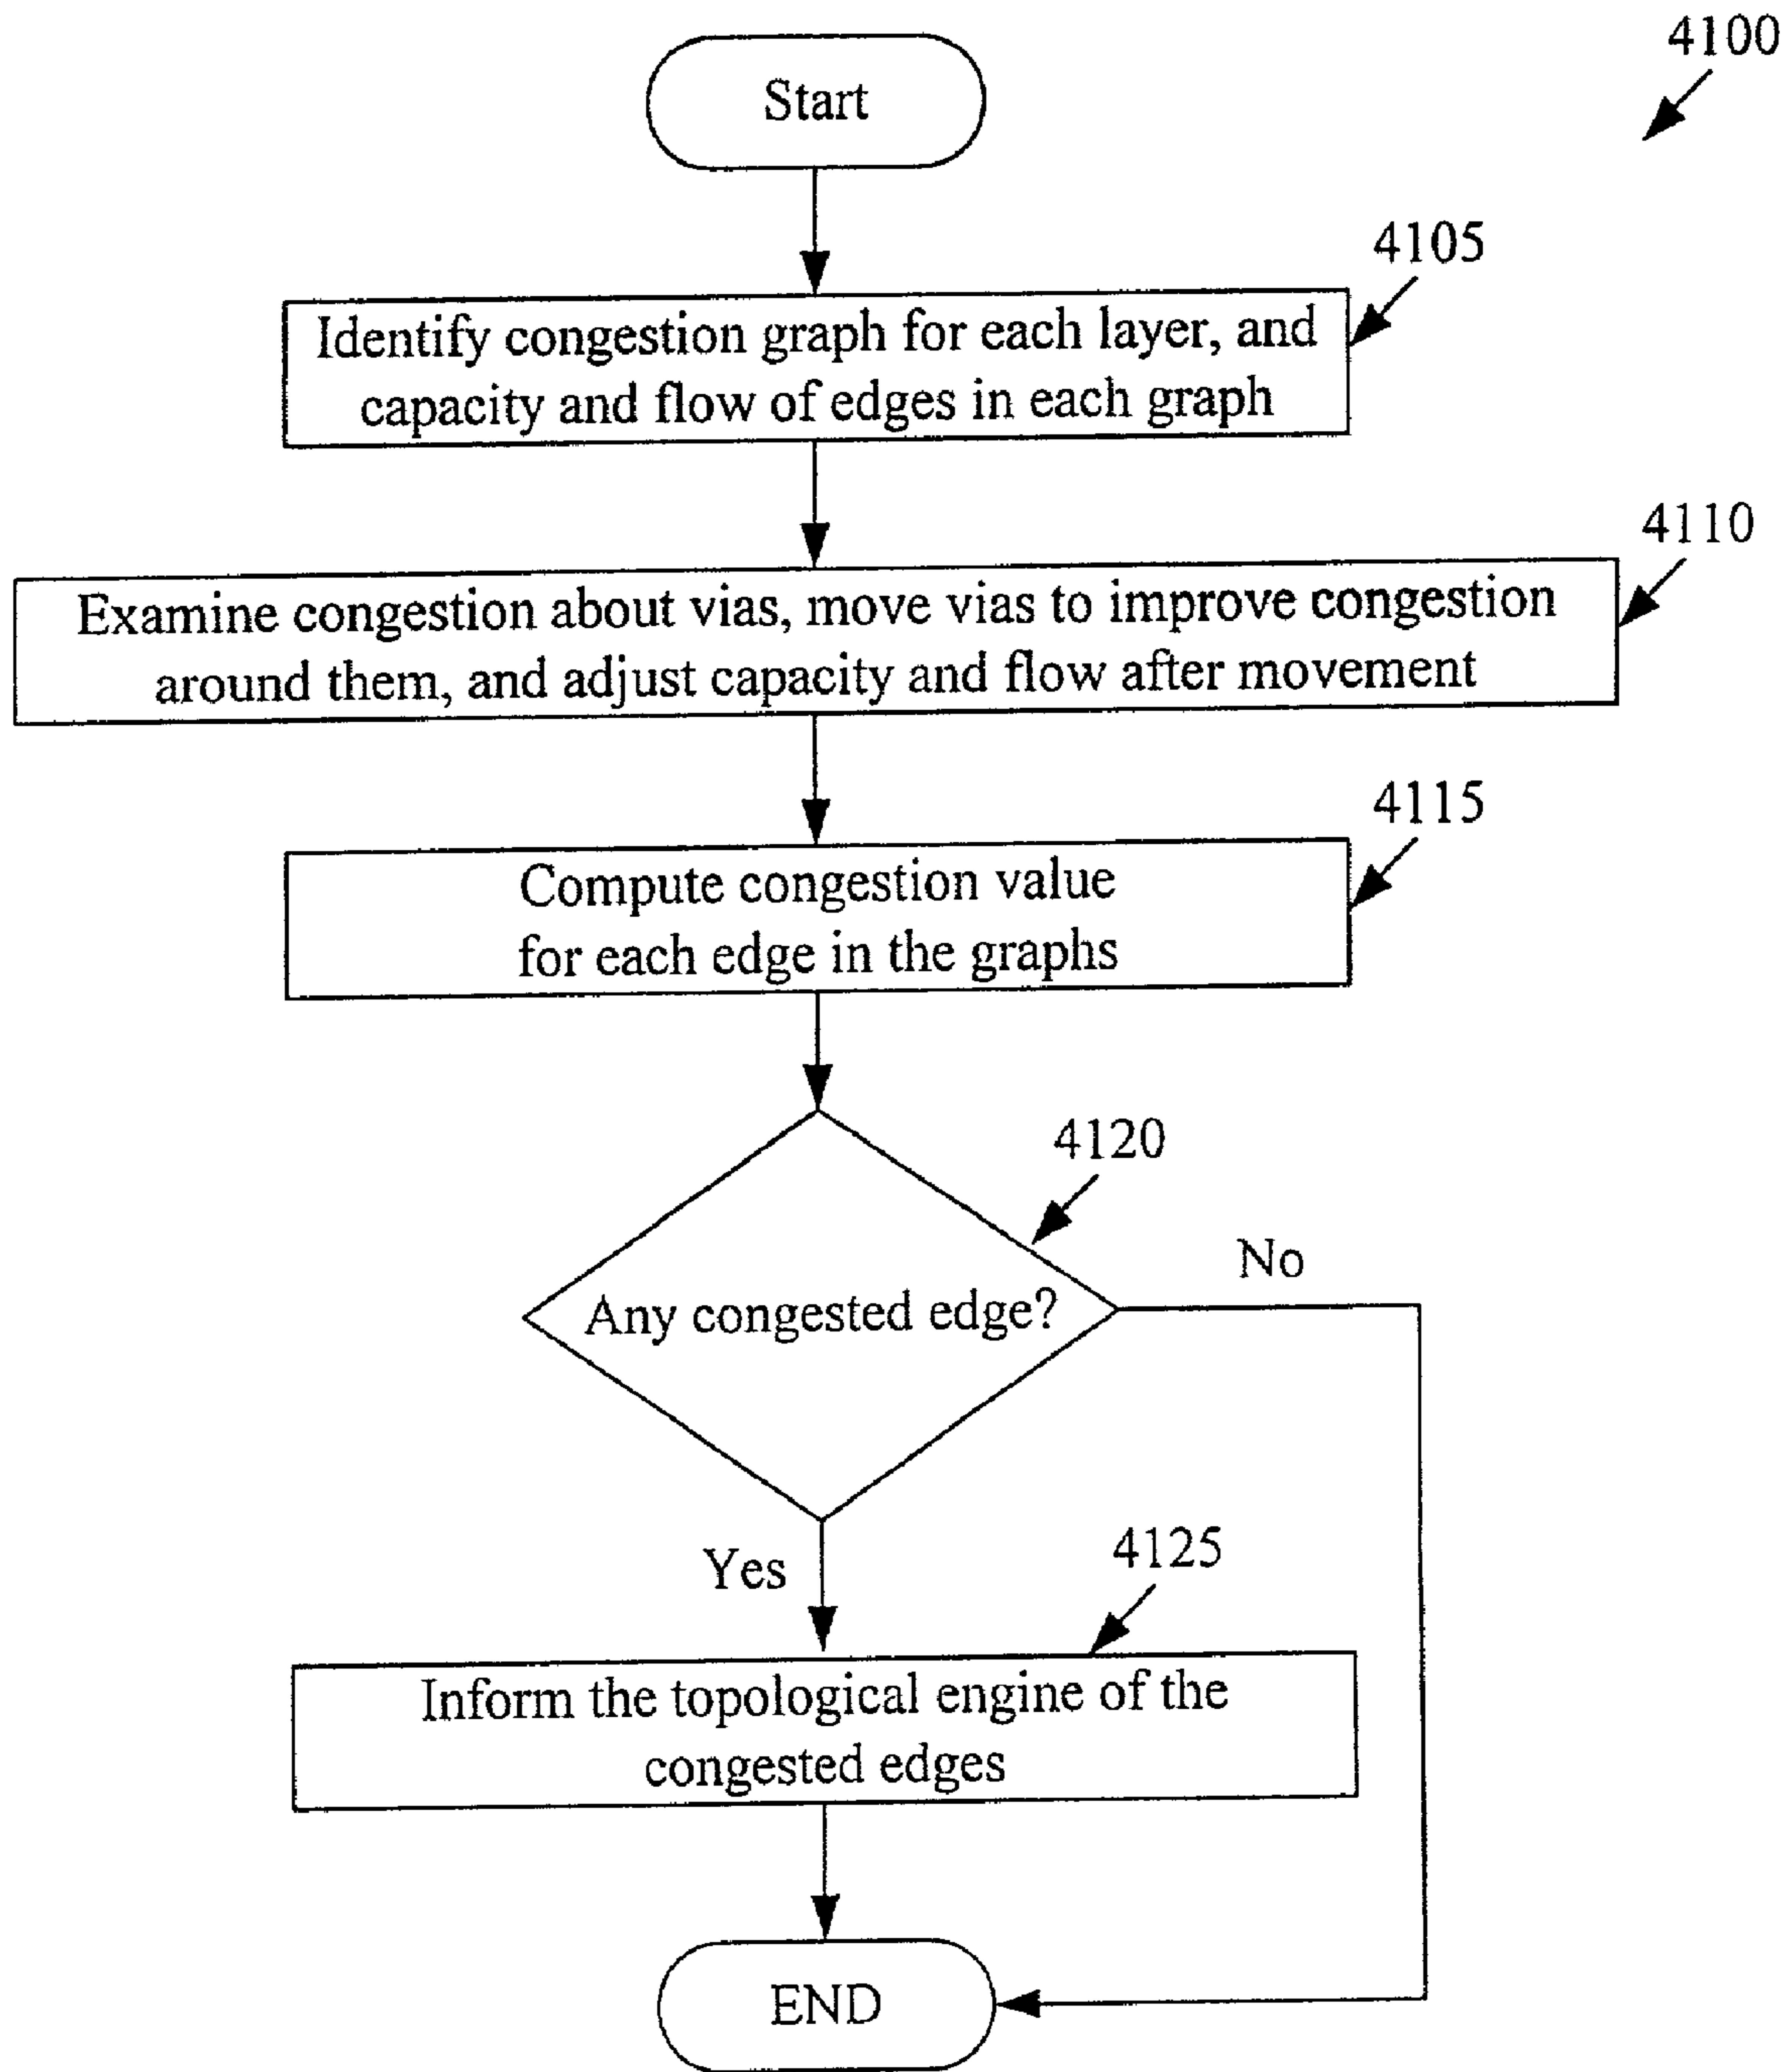 4100
Start
4105
Identify congestion graph for each layer, and
capacity and flow of edges in each graph
4110
Examine congestion about vias, move vias to improve congestion
around them, and adjust capacity and flow after movement
4115
Compute congestion value
for each edge in the graphs
4120
No
Any congested edge?
Yes
4125
Inform the topological engine of the
congested edges
END